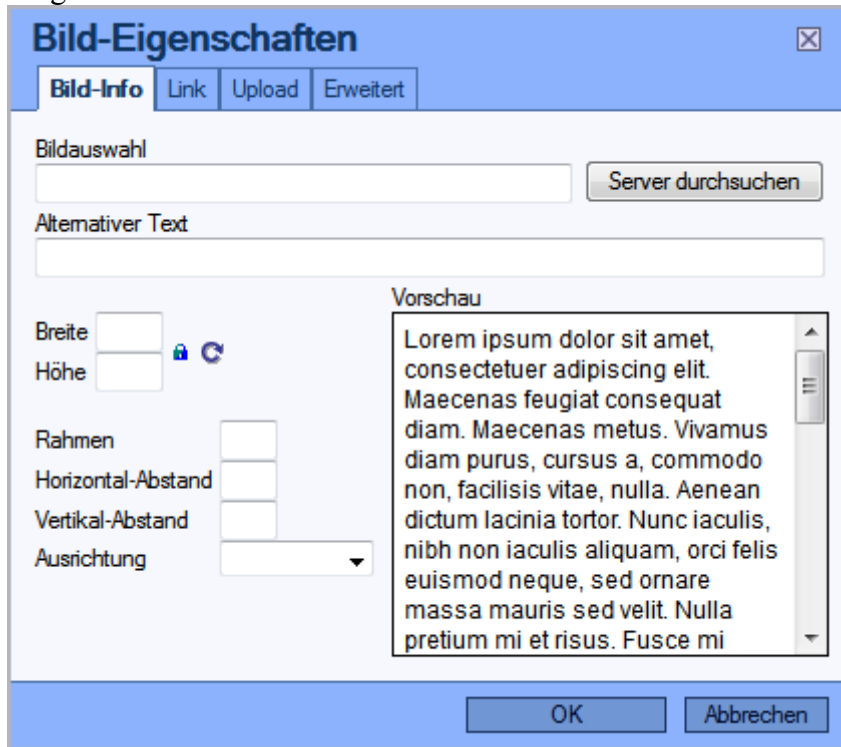 Bild-Eigenschaften
Bild-Info Link Upload Erweitert
Bildauswahl
Server durchsuchen
Alternativer Text
Vorschau
Breite
Höhe
Rahmen
Horizontal-Abstand
Vertikal-Abstand
Ausrichtung
Lorem ipsum dolor sit amet,
consectetuer adipiscing elit.
Maecenas feugiat consequat
diam. Maecenas metus. Vivamus
diam purus, cursus a, commodo
non, facilisis vitae, nulla. Aenean
dictum lacinia tortor. Nunc iaculis,
nibh non iaculis aliquam, orci felis
euismod neque, sed ornare
massa mauris sed velit. Nulla
pretium mi et risus. Fusce mi
OK Abbrechen